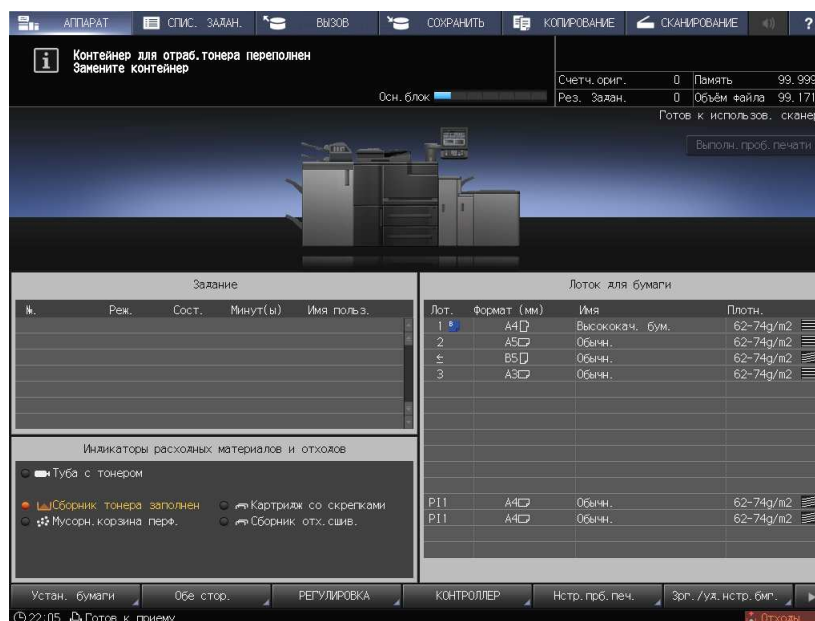 АППАРАТ СПИС. ЗАДАН. ВЫЗОВ СОХРАНИТЬ КОПИРОВАНИЕ СКАНИРОВАНИЕ ?
Контейнер для отраб.тонера переполнен
Замените контейнер
Осн.блок
Счетч.ориг. 0 Память 99.999
Рез. Задан. 0 Объём файла 99.171
Готов к использов. сканер
Выполн. проб. печати
Задание
№. Реж. Сост. Минут(ы) Имя польз.
Лоток для бумаги
Лот. Формат (мм) Имя Плотн.
1 A4 Высококач. бум. 62-74g/m2
2 A5 Обычн. 62-74g/m2
B5 Обычн. 62-74g/m2
3 A3 Обычн. 62-74g/m2
PI1 A4 Обычн. 62-74g/m2
PI1 A4 Обычн. 62-74g/m2
Индикаторы расходных материалов и отходов
Туба с тонером
Сборник тонера заполнен Картридж со скрепками
Мусорн.корзина перф. Сборник отх.сшив.
Устан. бумаги Обе стор. РЕГУЛИРОВКА КОНТРОЛЛЕР Нстр.прб.печ. Зрг./уд.нстр.бмг.
22:05 Готов к приему Отходы